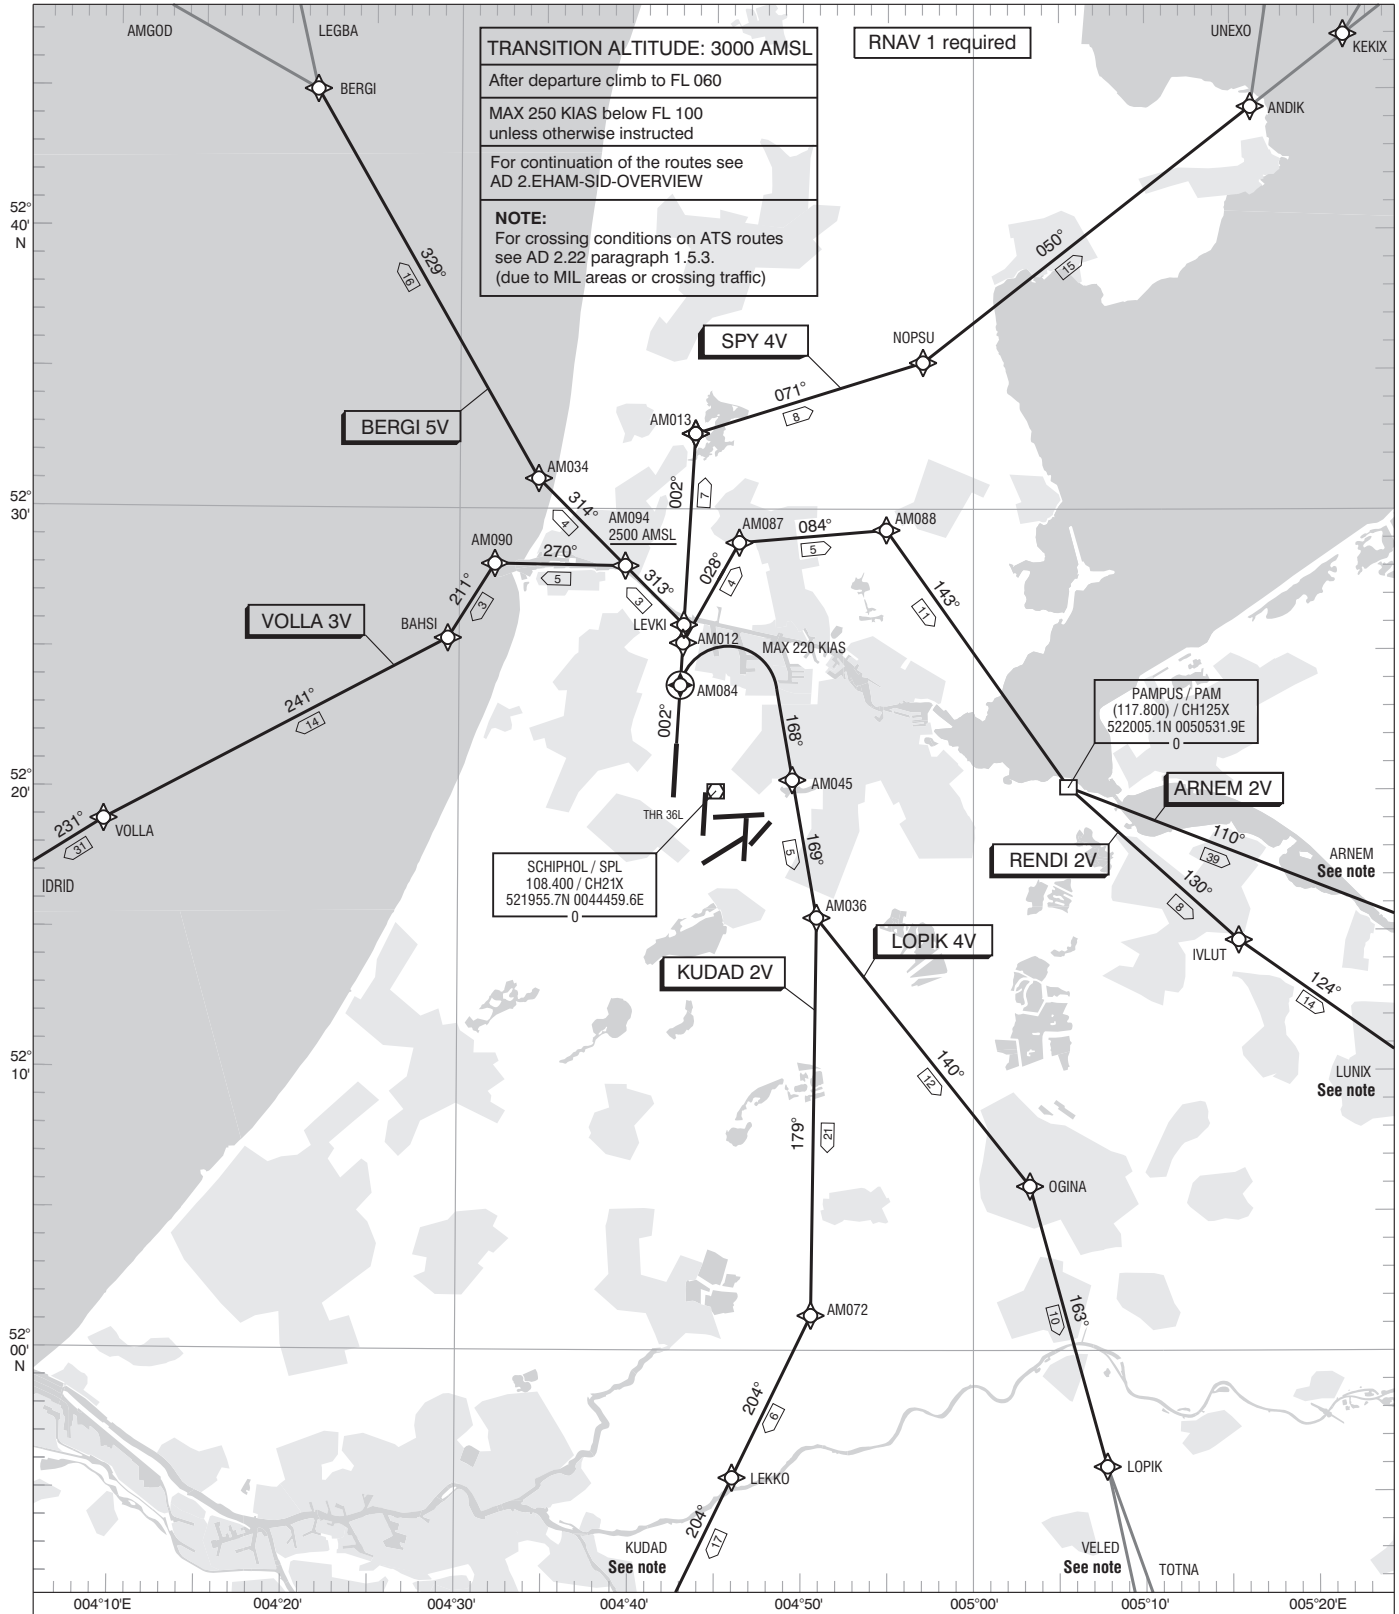 AMGOD
LEGBA
BERGI
TRANSITION ALTITUDE: 3000 AMSL
After departure climb to FL 060
MAX 250 KIAS below FL 100
unless otherwise instructed
For continuation of the routes see
AD 2.EHAM-SID-OVERVIEW
NOTE:
For crossing conditions on ATS routes
see AD 2.22 paragraph 1.5.3.
(due to MIL areas or crossing traffic)
RNAV 1 required
UNEXO
KEKIX
ANDIK
52°
40'
N
329°
16
050°
15
SPY 4V
NOPSU
071°
8
BERGI 5V
AM013
AM034
314°
4
002°
7
52°
30'
AM094
2500 AMSL
AM087
084°
5
AM088
AM090
270°
5
313°
3
028°
4
143°
11
211°
3
VOLLA 3V
BAHSI
LEVKI
AM012
MAX 220 KIAS
AM084
241°
14
002°
168°
PAMPUS / PAM
(117.800) / CH125X
522005.1N 0050531.9E
0
52°
20'
AM045
ARNEM 2V
THR 36L
231°
31
VOLLA
IDRID
169°
5
110°
39
RENDI 2V
ARNEM
See note
SCHIPHOL / SPL
108.400 / CH21X
521955.7N 0044459.6E
0
130°
8
AM036
LOPIK 4V
IVLUT
KUDAD 2V
124°
14
52°
10'
140°
12
LUNIX
See note
179°
21
OGINA
AM072
163°
10
52°
00'
N
204°
6
LEKKO
LOPIK
204°
17
KUDAD
See note
VELED
See note
TOTNA
004°10'E
004°20'
004°30'
004°40'
004°50'
005°00'
005°10'
005°20'E